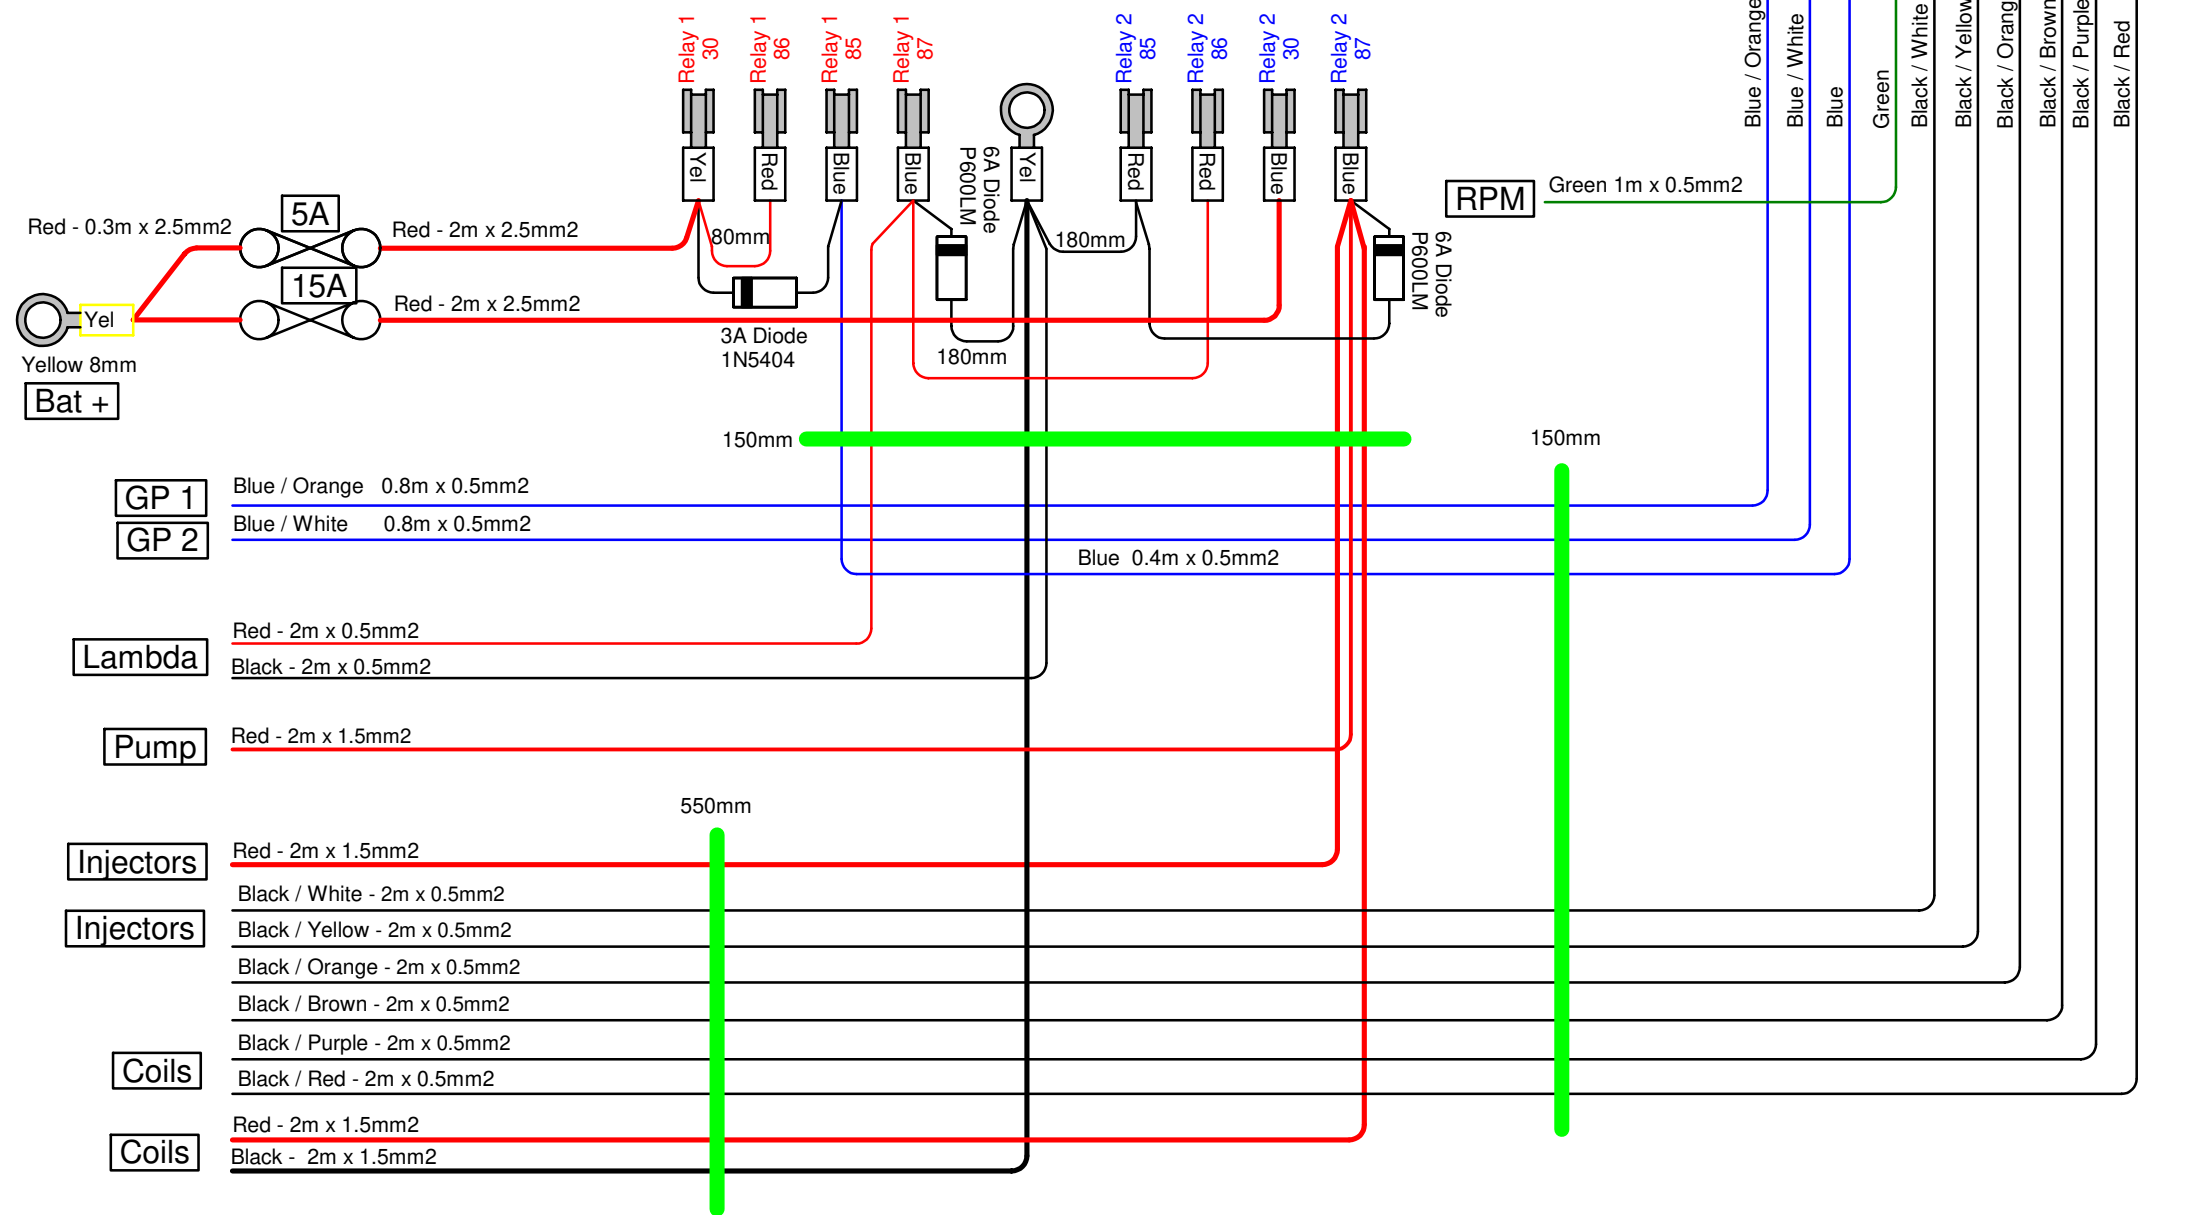 Relay 1
30
Relay 1
86
Relay 1
85
Relay 1
87
Relay 2
85
Relay 2
86
Relay 2
30
Relay 2
87
Blue / Orange
Blue / White
Blue
Green
Black / White
Black / Yellow
Black / Orang
Black / Brown
Black / Purple
Black / Red
Yel
Red
Blue
Blue
6A Diode
P600LM
Yel
Red
Red
Blue
Blue
6A Diode
P600LM
RPM
Green 1m x 0.5mm2
Red - 0.3m x 2.5mm2
5A
Red - 2m x 2.5mm2
80mm
180mm
15A
Red - 2m x 2.5mm2
Yel
3A Diode
1N5404
180mm
Yellow 8mm
Bat +
150mm
150mm
GP 1
Blue / Orange 0.8m x 0.5mm2
GP 2
Blue / White 0.8m x 0.5mm2
Blue 0.4m x 0.5mm2
Lambda
Red - 2m x 0.5mm2
Black - 2m x 0.5mm2
Pump
Red - 2m x 1.5mm2
550mm
Injectors
Red - 2m x 1.5mm2
Black / White - 2m x 0.5mm2
Injectors
Black / Yellow - 2m x 0.5mm2
Black / Orange - 2m x 0.5mm2
Black / Brown - 2m x 0.5mm2
Black / Purple - 2m x 0.5mm2
Coils
Black / Red - 2m x 0.5mm2
Red - 2m x 1.5mm2
Coils
Black - 2m x 1.5mm2